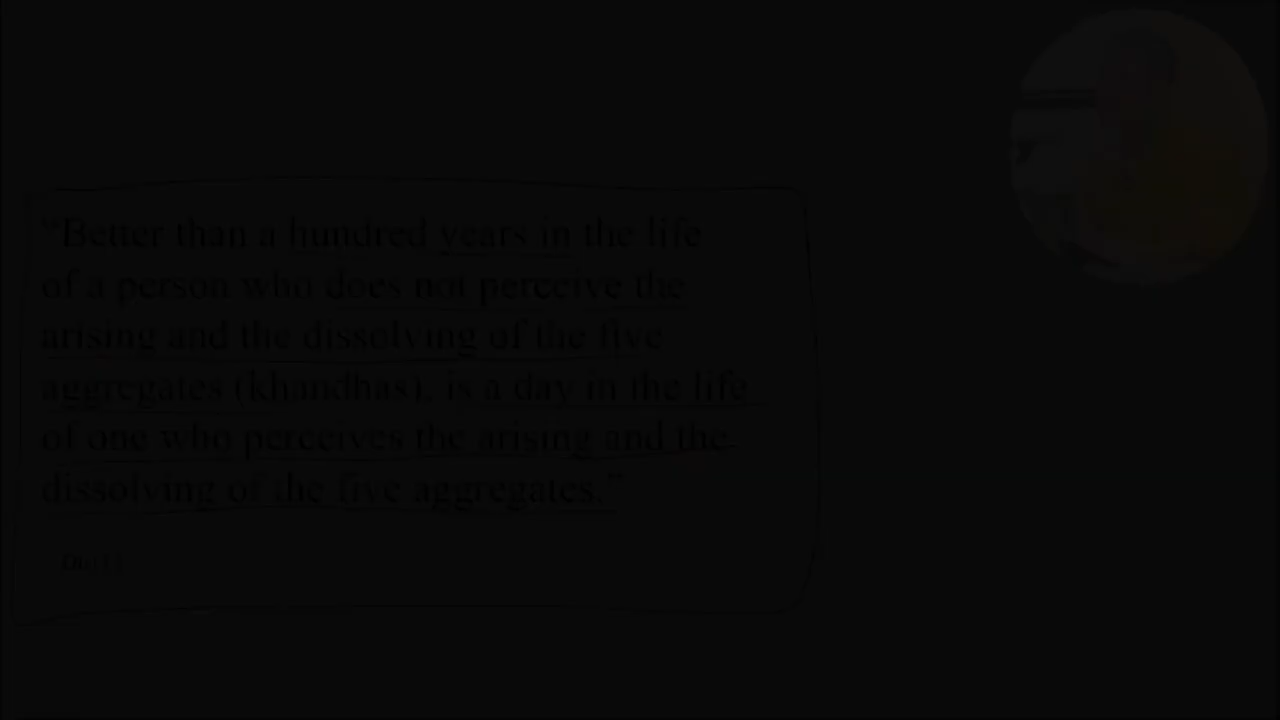 “Better than a hundred years in the life
of a person who does not perceive the
arising and the dissolving of the five
aggregates (khandhas), is a day in the life
of one who perceives the arising and the
dissolving of the five aggregates.”